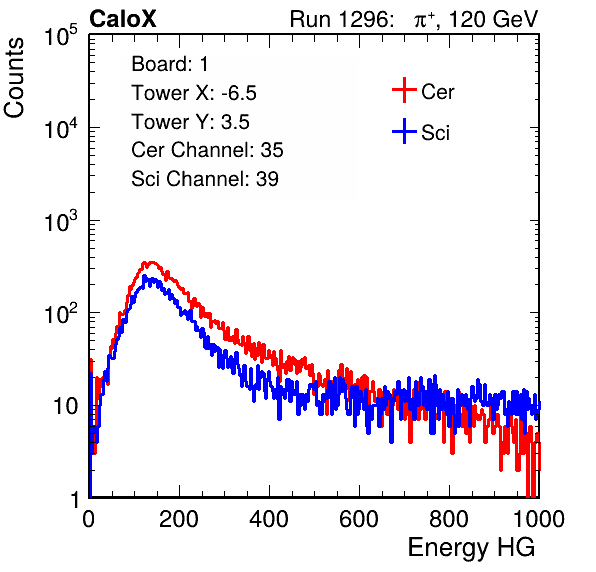 CaloX Run 1296: π⁺, 120 GeV
Counts
Board: 1
Tower X: -6.5
Tower Y: 3.5
Cer Channel: 35
Sci Channel: 39
Cer
Sci
10⁵
10⁴
10³
10²
10
1
0 200 400 600 800 1000
Energy HG